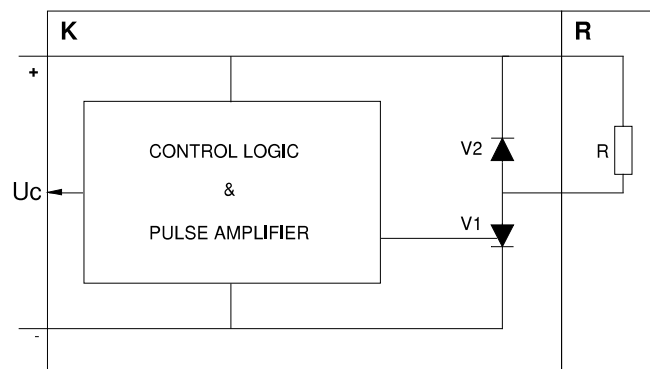 K
R
+
CONTROL LOGIC
V2
R
Uc
&
V1
PULSE AMPLIFIER
-